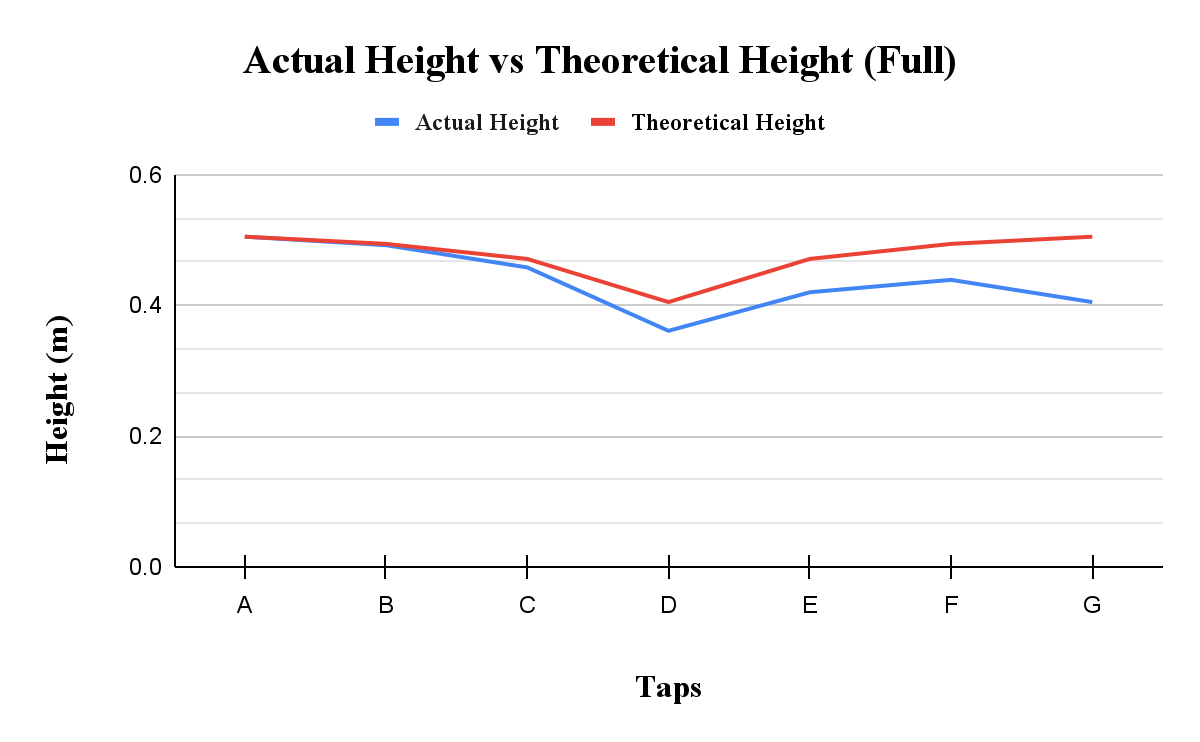 Actual Height vs Theoretical Height (Full)
Actual Height Theoretical Height
Height (m)
0.6
0.4
0.2
0.0
A B C D E F G
Taps